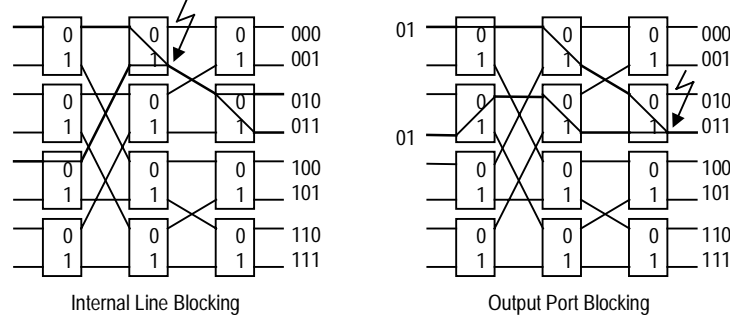 0 0 0 000
1 1 1 001
0 0 0 010
1 1 1 011
0 0 0 100
1 1 1 101
0 0 0 110
1 1 1 111
Internal Line Blocking
01 0 0 0 000
1 1 1 001
0 0 0 010
01 1 1 1 011
0 0 0 100
1 1 1 101
0 0 0 110
1 1 1 111
Output Port Blocking